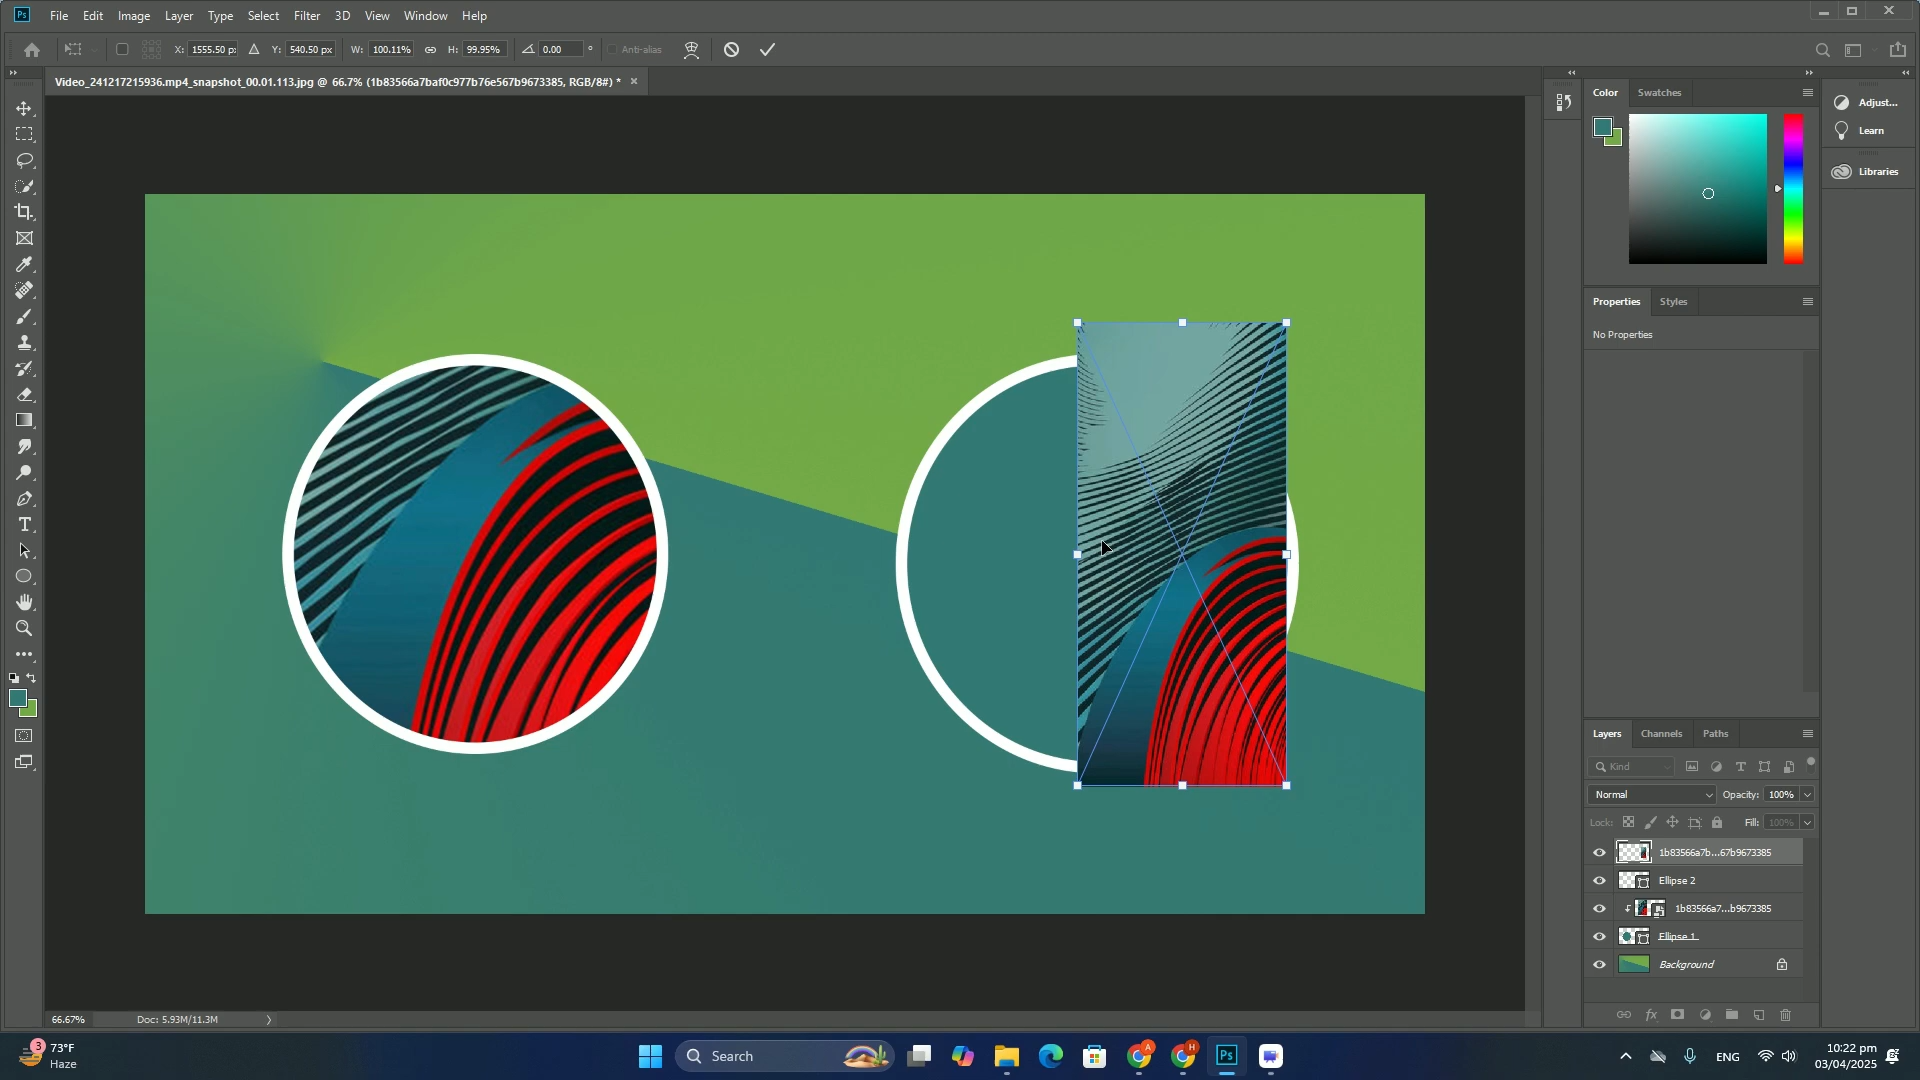 Ps File Edit Image Layer Type Select Filter 3D View Window Help
X: 1555.50 p: Y: 540.50 px W: 100.11% H: 99.95% 0.00 ° Anti-alias
Video_241217215936.mp4_snapshot_00.01.113.jpg @ 66.7% (1b83566a7baf0c977b76e567b9673385, RGB/8#) * ×
Color Swatches
Adjust...
Learn
Libraries
Properties Styles
No Properties
Layers Channels Paths
Kind
Normal Opacity: 100%
Lock: Fill: 100%
1b83566a7b...67b9673385
Ellipse 2
1b83566a7...b9673385
Ellipse 1
Background
fx
66.67% Doc: 5.93M/11.3M
3 73°F
Haze
Search
A
H
Ps
ENG
10:22 pm
03/04/2025